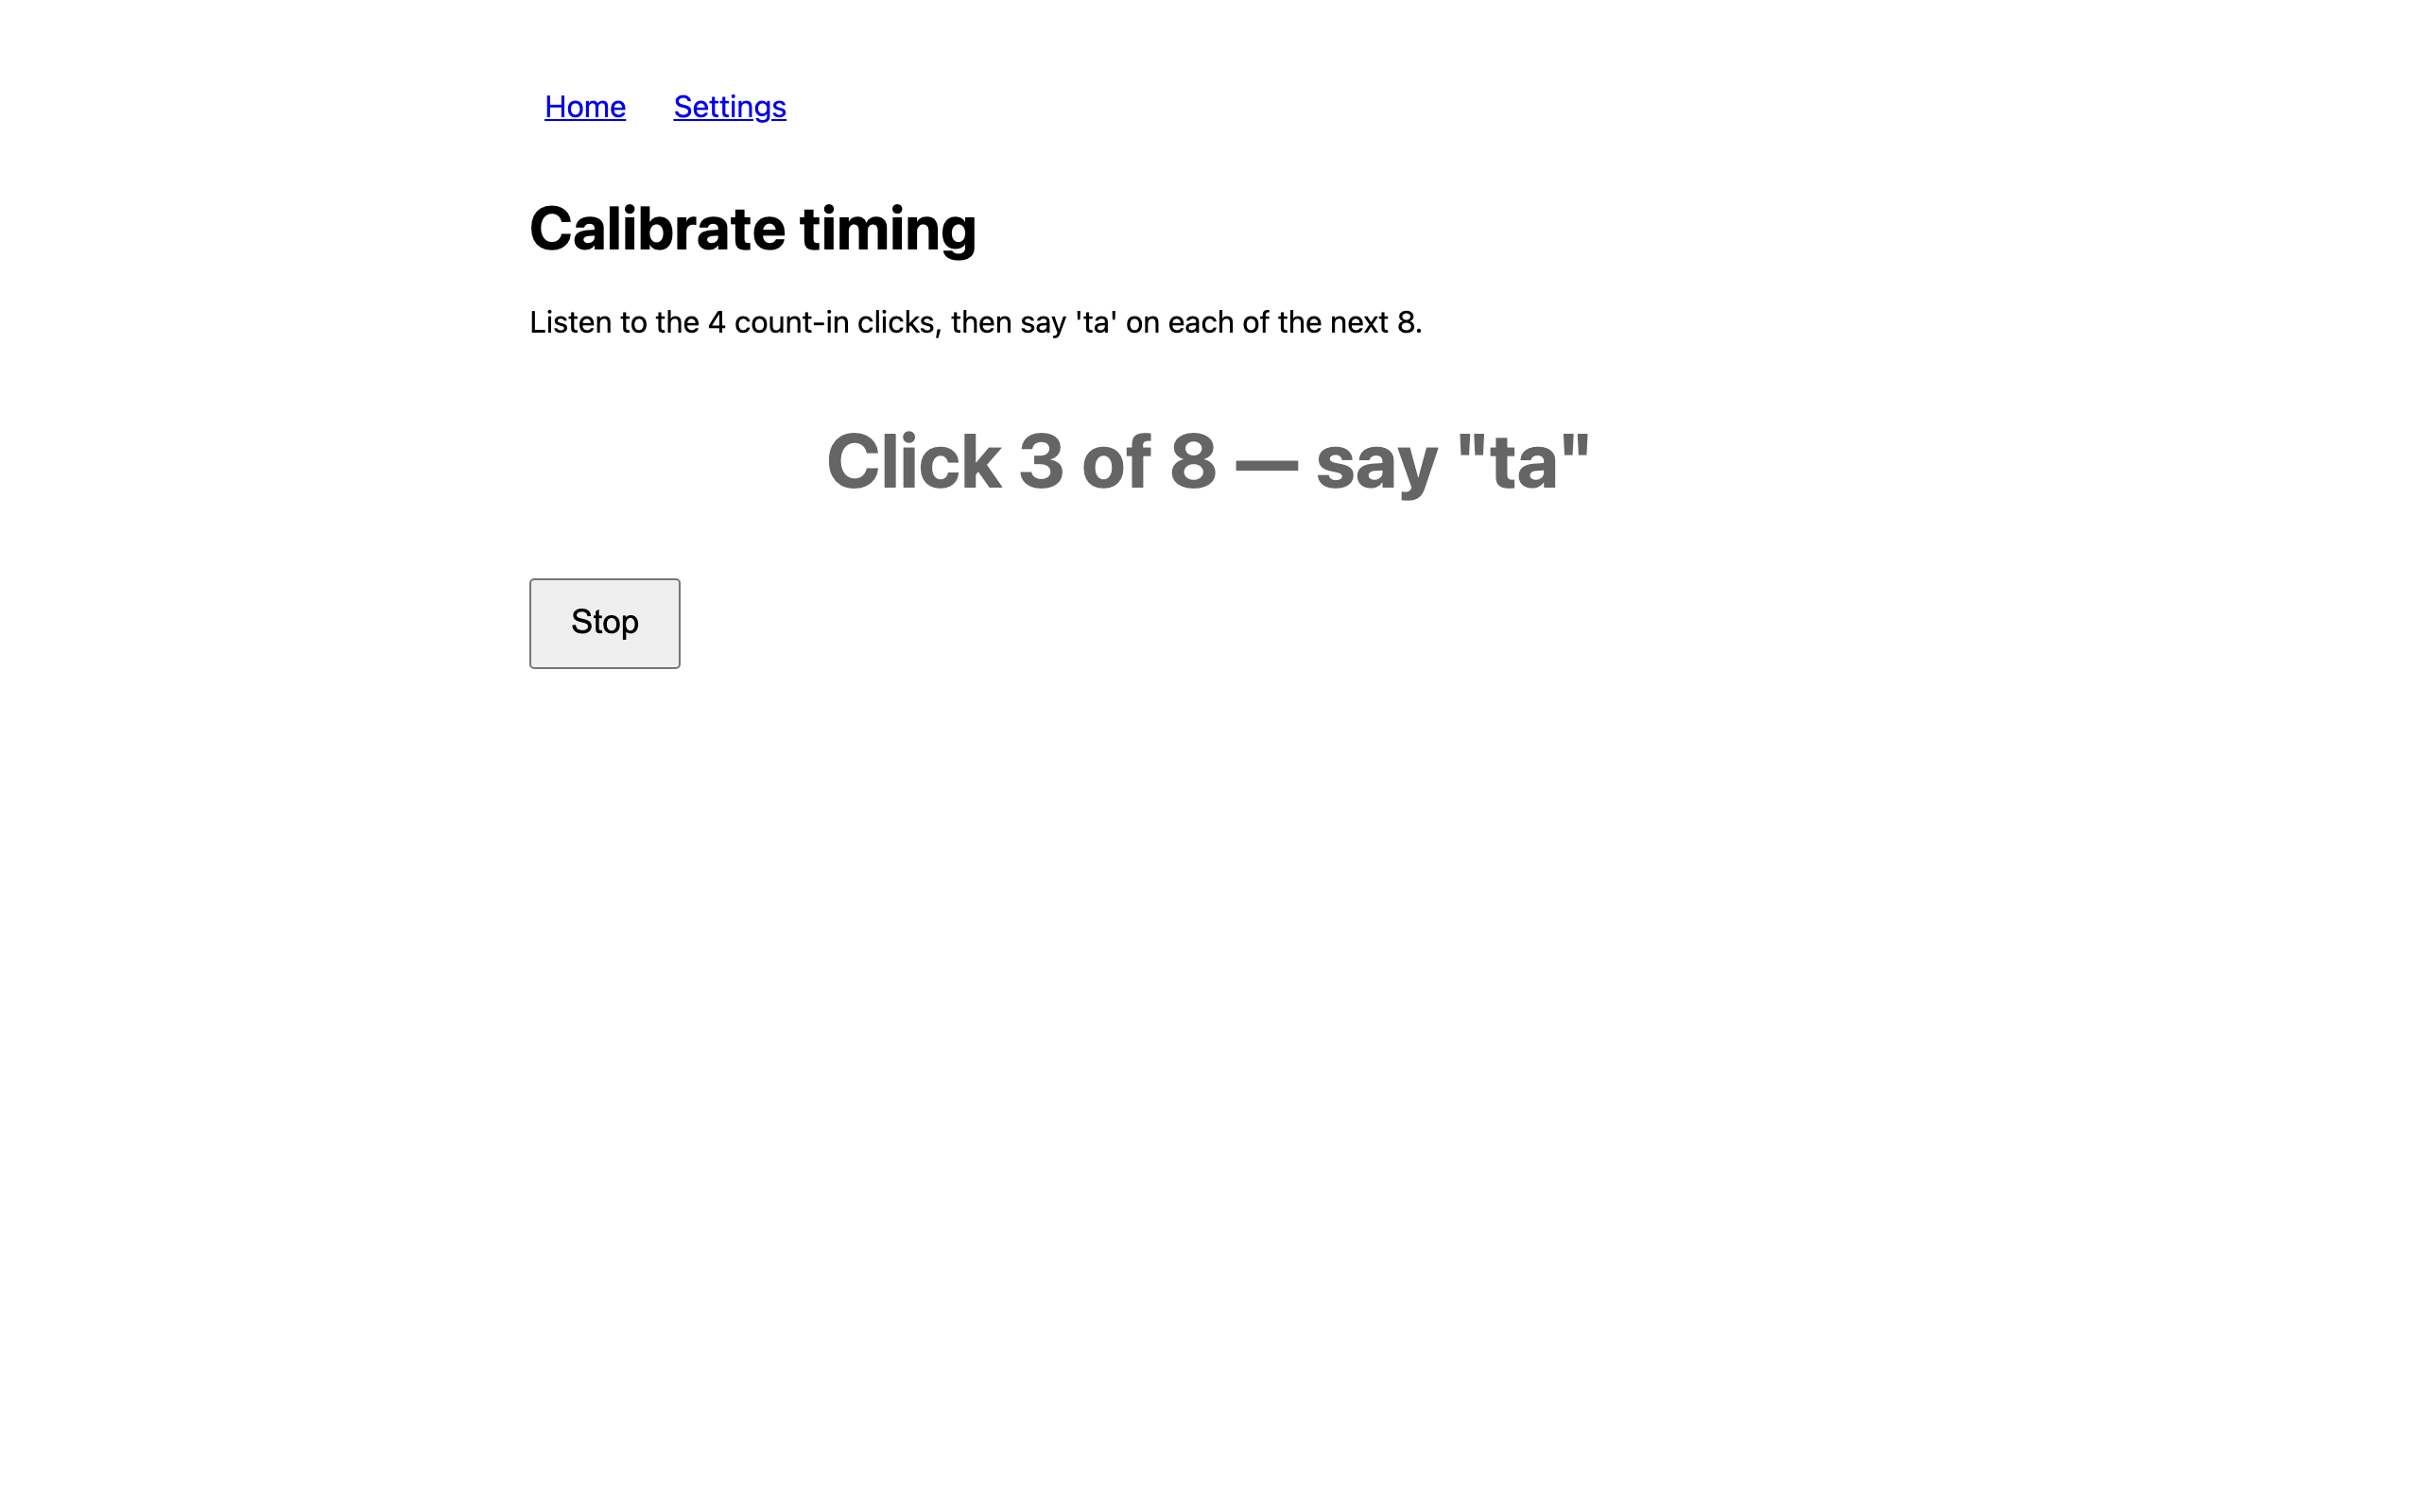 Home Settings
Calibrate timing
Listen to the 4 count-in clicks, then say 'ta' on each of the next 8.
Click 3 of 8 — say "ta"
Stop